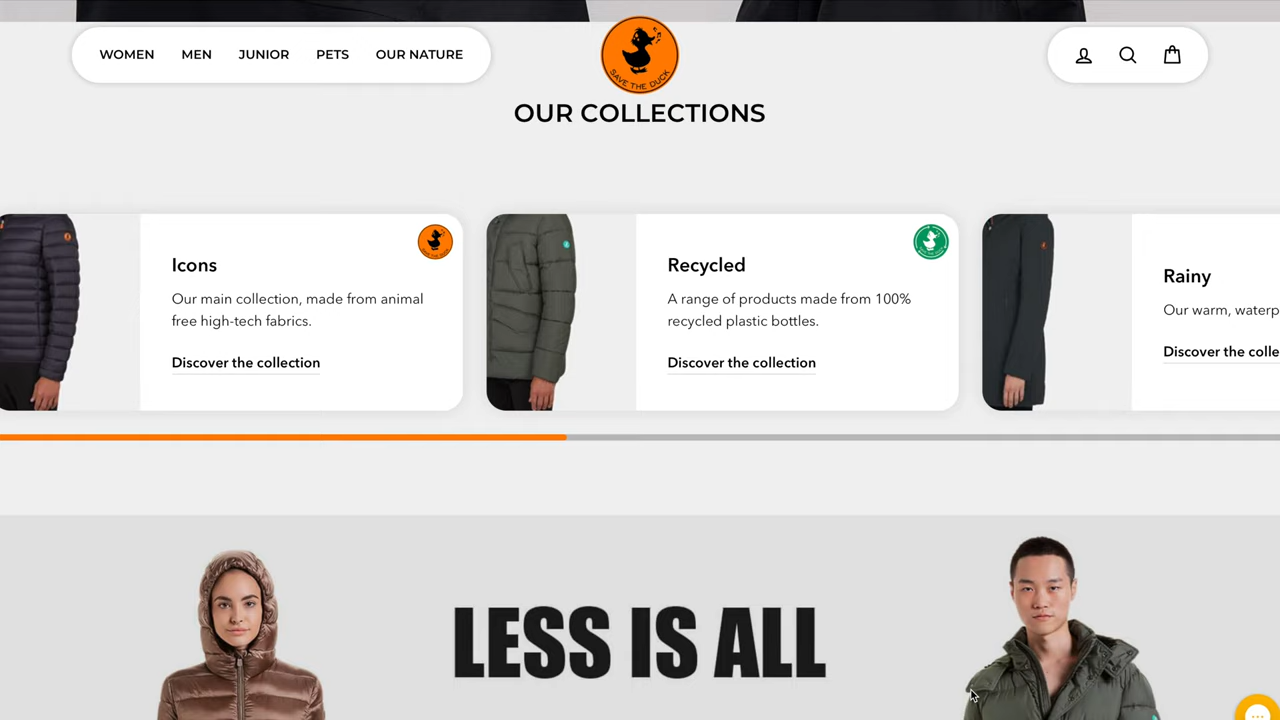 WOMEN MEN JUNIOR PETS OUR NATURE
SAVE THE DUCK
OUR COLLECTIONS
Icons
Our main collection, made from animal
free high-tech fabrics.
Discover the collection
Recycled
A range of products made from 100%
recycled plastic bottles.
Discover the collection
Rainy
Our warm, waterp
Discover the colle
LESS IS ALL